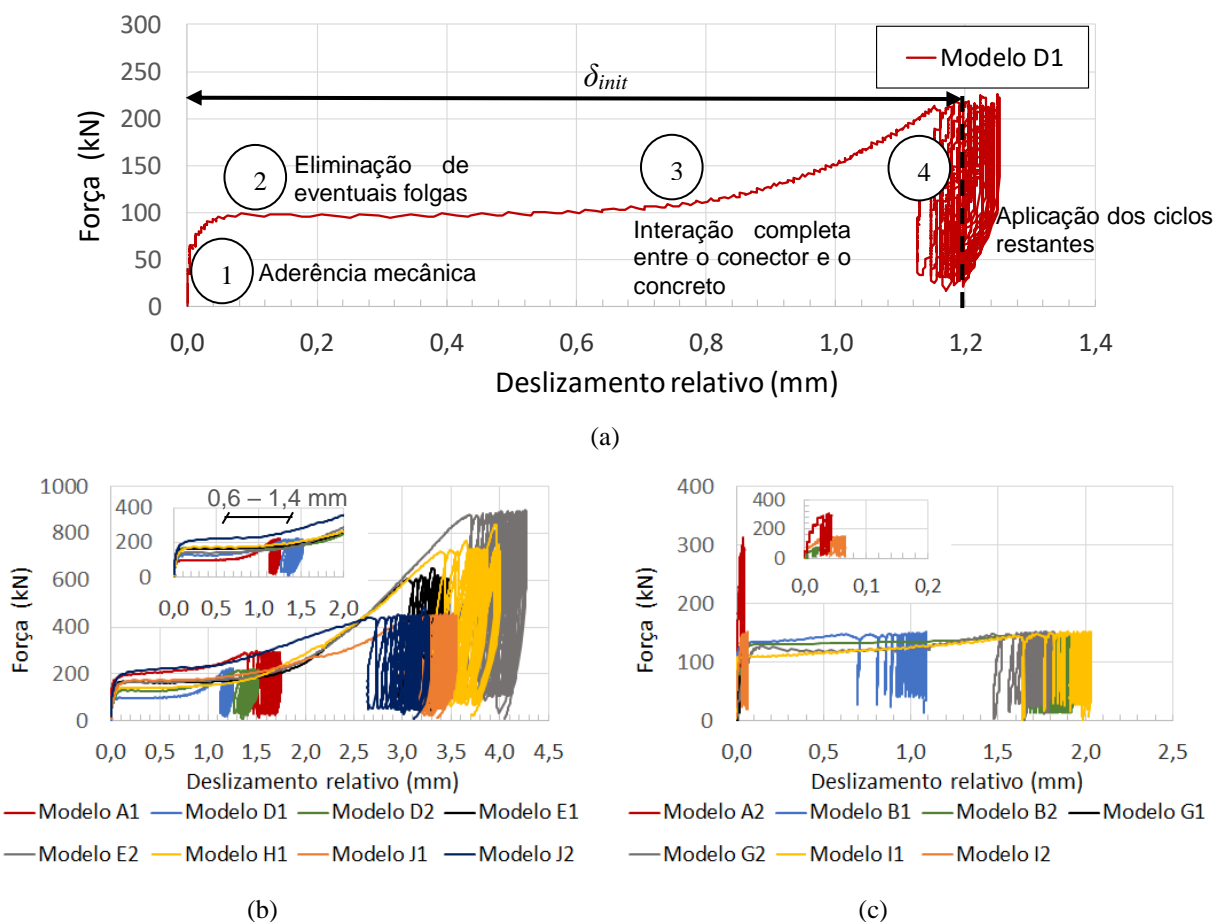 300
250
200
150
100
50
0
Força (kN)
Modelo D1
δinit
1
Aderência mecânica
2
Eliminação de
eventuais folgas
3
Interação completa
entre o conector e o
concreto
4
Aplicação dos ciclos
restantes
0,0 0,2 0,4 0,6 0,8 1,0 1,2 1,4
Deslizamento relativo (mm)
(a)
1000
800
600
400
200
0
Força (kN)
400
200
0
0,6 – 1,4 mm
0,0 0,5 1,0 1,5 2,0
0,0 0,5 1,0 1,5 2,0 2,5 3,0 3,5 4,0 4,5
Deslizamento relativo (mm)
Modelo A1 Modelo D1 Modelo D2 Modelo E1
Modelo E2 Modelo H1 Modelo J1 Modelo J2
(b)
400
300
200
100
0
Força (kN)
400
200
0
0,0 0,1 0,2
0,0 0,5 1,0 1,5 2,0 2,5
Deslizamento relativo (mm)
Modelo A2 Modelo B1 Modelo B2 Modelo G1
Modelo G2 Modelo I1 Modelo I2
(c)